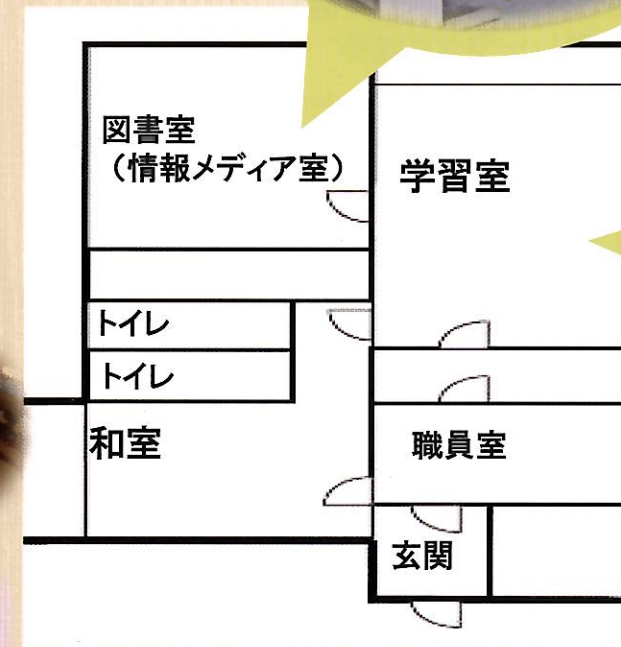 図書室
（情報メディア室）
学習室
トイレ
トイレ
和室
職員室
玄関